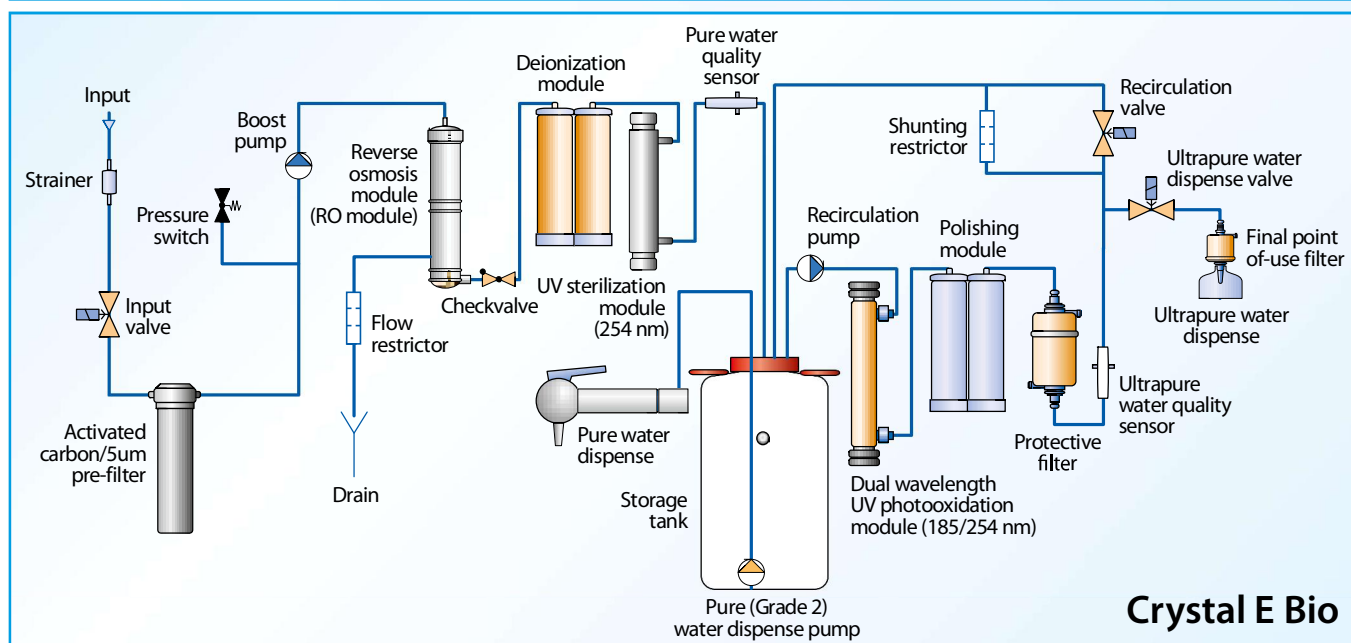 Input
Strainer
Pressure
switch
Input
valve
Activated
carbon/5um
pre-filter
Boost
pump
Reverse
osmosis
module
(RO module)
Flow
restrictor
Drain
Checkvalve
Deionization
module
UV sterilization
module
(254 nm)
Pure water
quality
sensor
Pure water
dispense
Storage
tank
Pure (Grade 2)
water dispense pump
Recirculation
pump
Dual wavelength
UV photooxidation
module (185/254 nm)
Polishing
module
Protective
filter
Ultrapure
water quality
sensor
Shunting
restrictor
Recirculation
valve
Ultrapure water
dispense valve
Final point
of-use filter
Ultrapure water
dispense
Crystal E Bio